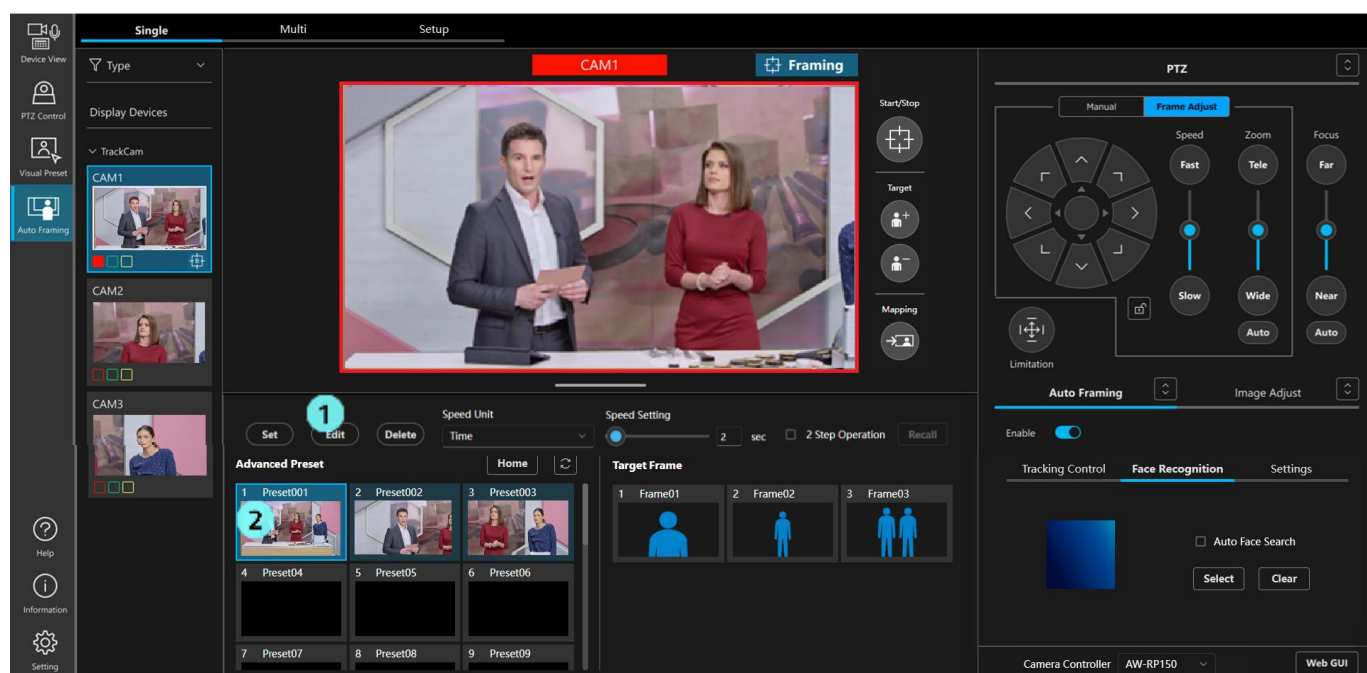 Single
Multi
Setup
Device View
PTZ Control
Visual Preset
Auto Framing
Help
Information
Setting
Type
Display Devices
TrackCam
CAM1
CAM2
CAM3
CAM1
Framing
Start/Stop
Target
Mapping
1
Set
Edit
Delete
Speed Unit
Time
Speed Setting
2 sec
2 Step Operation
Recall
Advanced Preset
Home
1 Preset001
2 Preset002
3 Preset003
2
4 Preset04
5 Preset05
6 Preset06
7 Preset07
8 Preset08
9 Preset09
Target Frame
1 Frame01
2 Frame02
3 Frame03
PTZ
Manual
Frame Adjust
Speed
Zoom
Focus
Fast
Tele
Far
Slow
Wide
Near
Auto
Auto
Limitation
Auto Framing
Image Adjust
Enable
Tracking Control
Face Recognition
Settings
Auto Face Search
Select
Clear
Camera Controller
AW-RP150
Web GUI